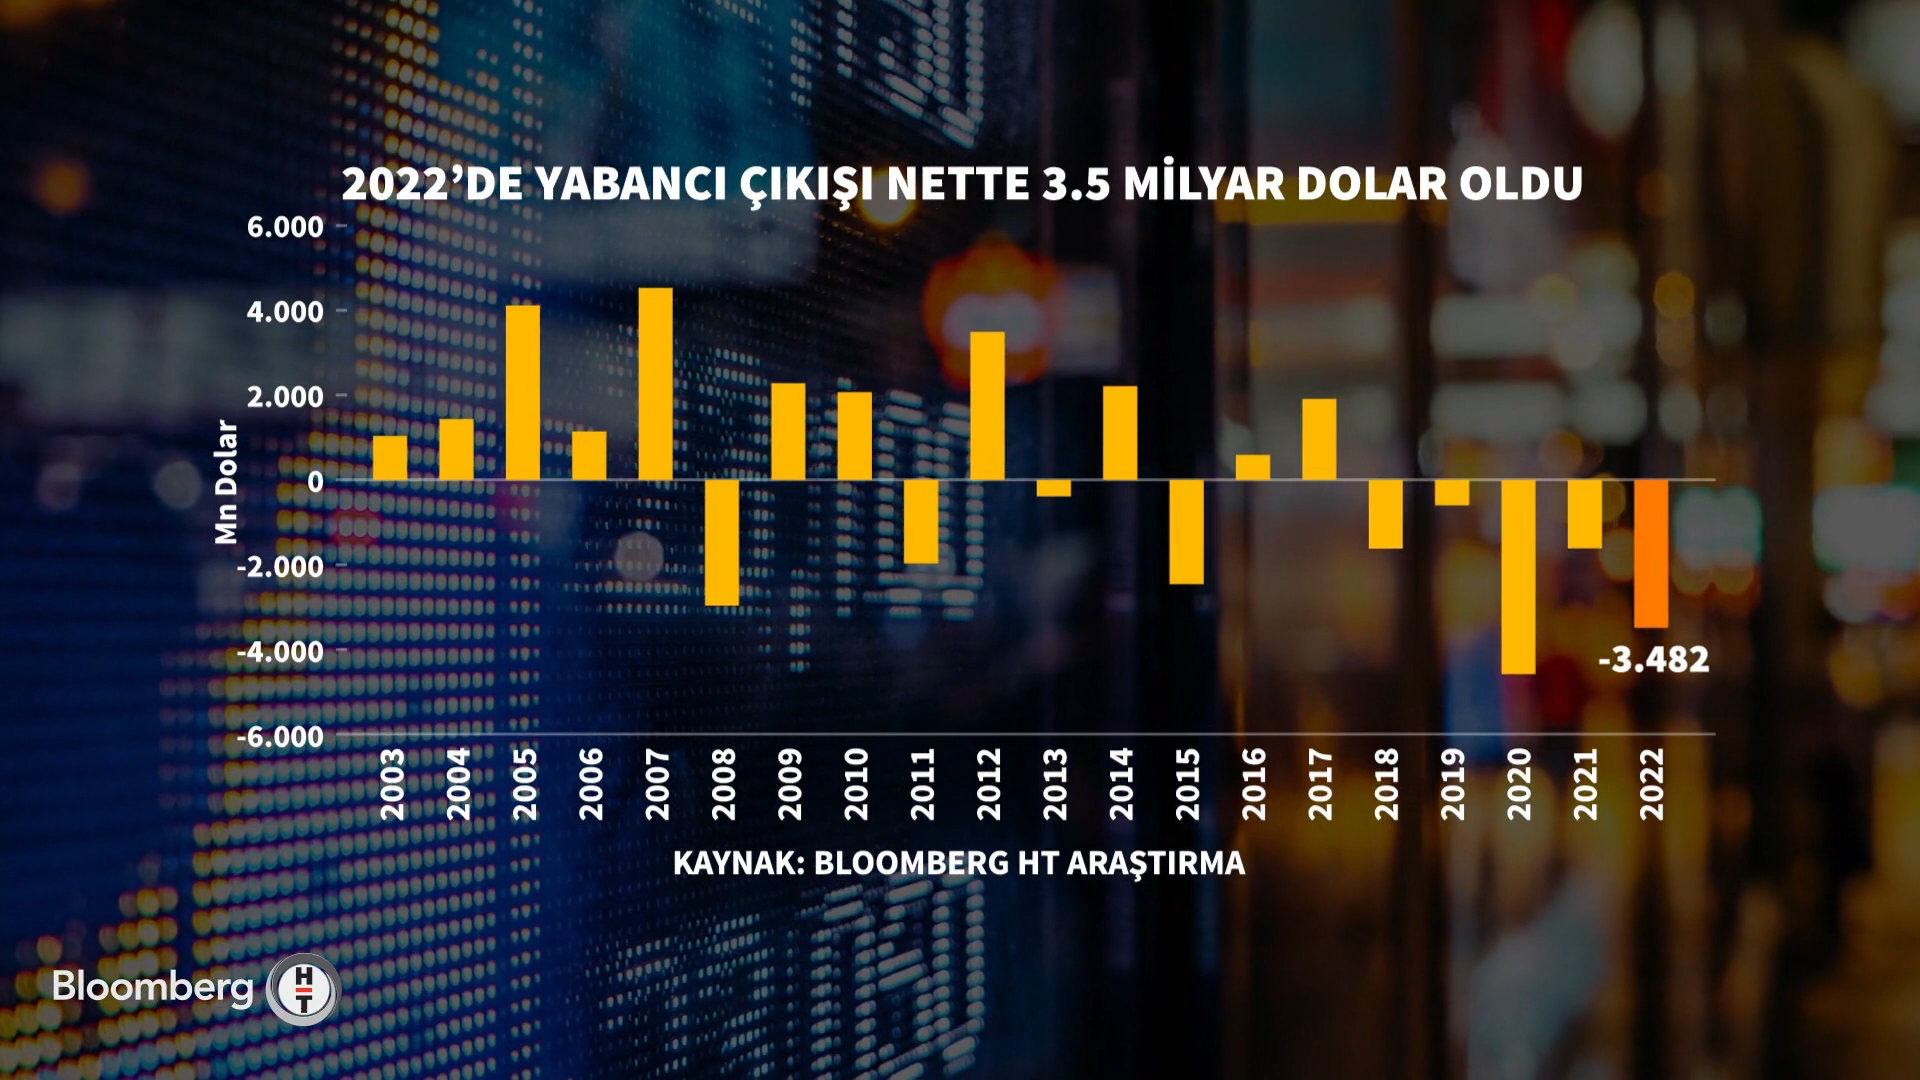 2022’DE YABANCI ÇIKIŞI NETTE 3.5 MİLYAR DOLAR OLDU
Mn Dolar
6.000
4.000
2.000
0
-2.000
-4.000
-6.000
-3.482
2003 2004 2005 2006 2007 2008 2009 2010 2011 2012 2013 2014 2015 2016 2017 2018 2019 2020 2021 2022
KAYNAK: BLOOMBERG HT ARAŞTIRMA
Bloomberg HT